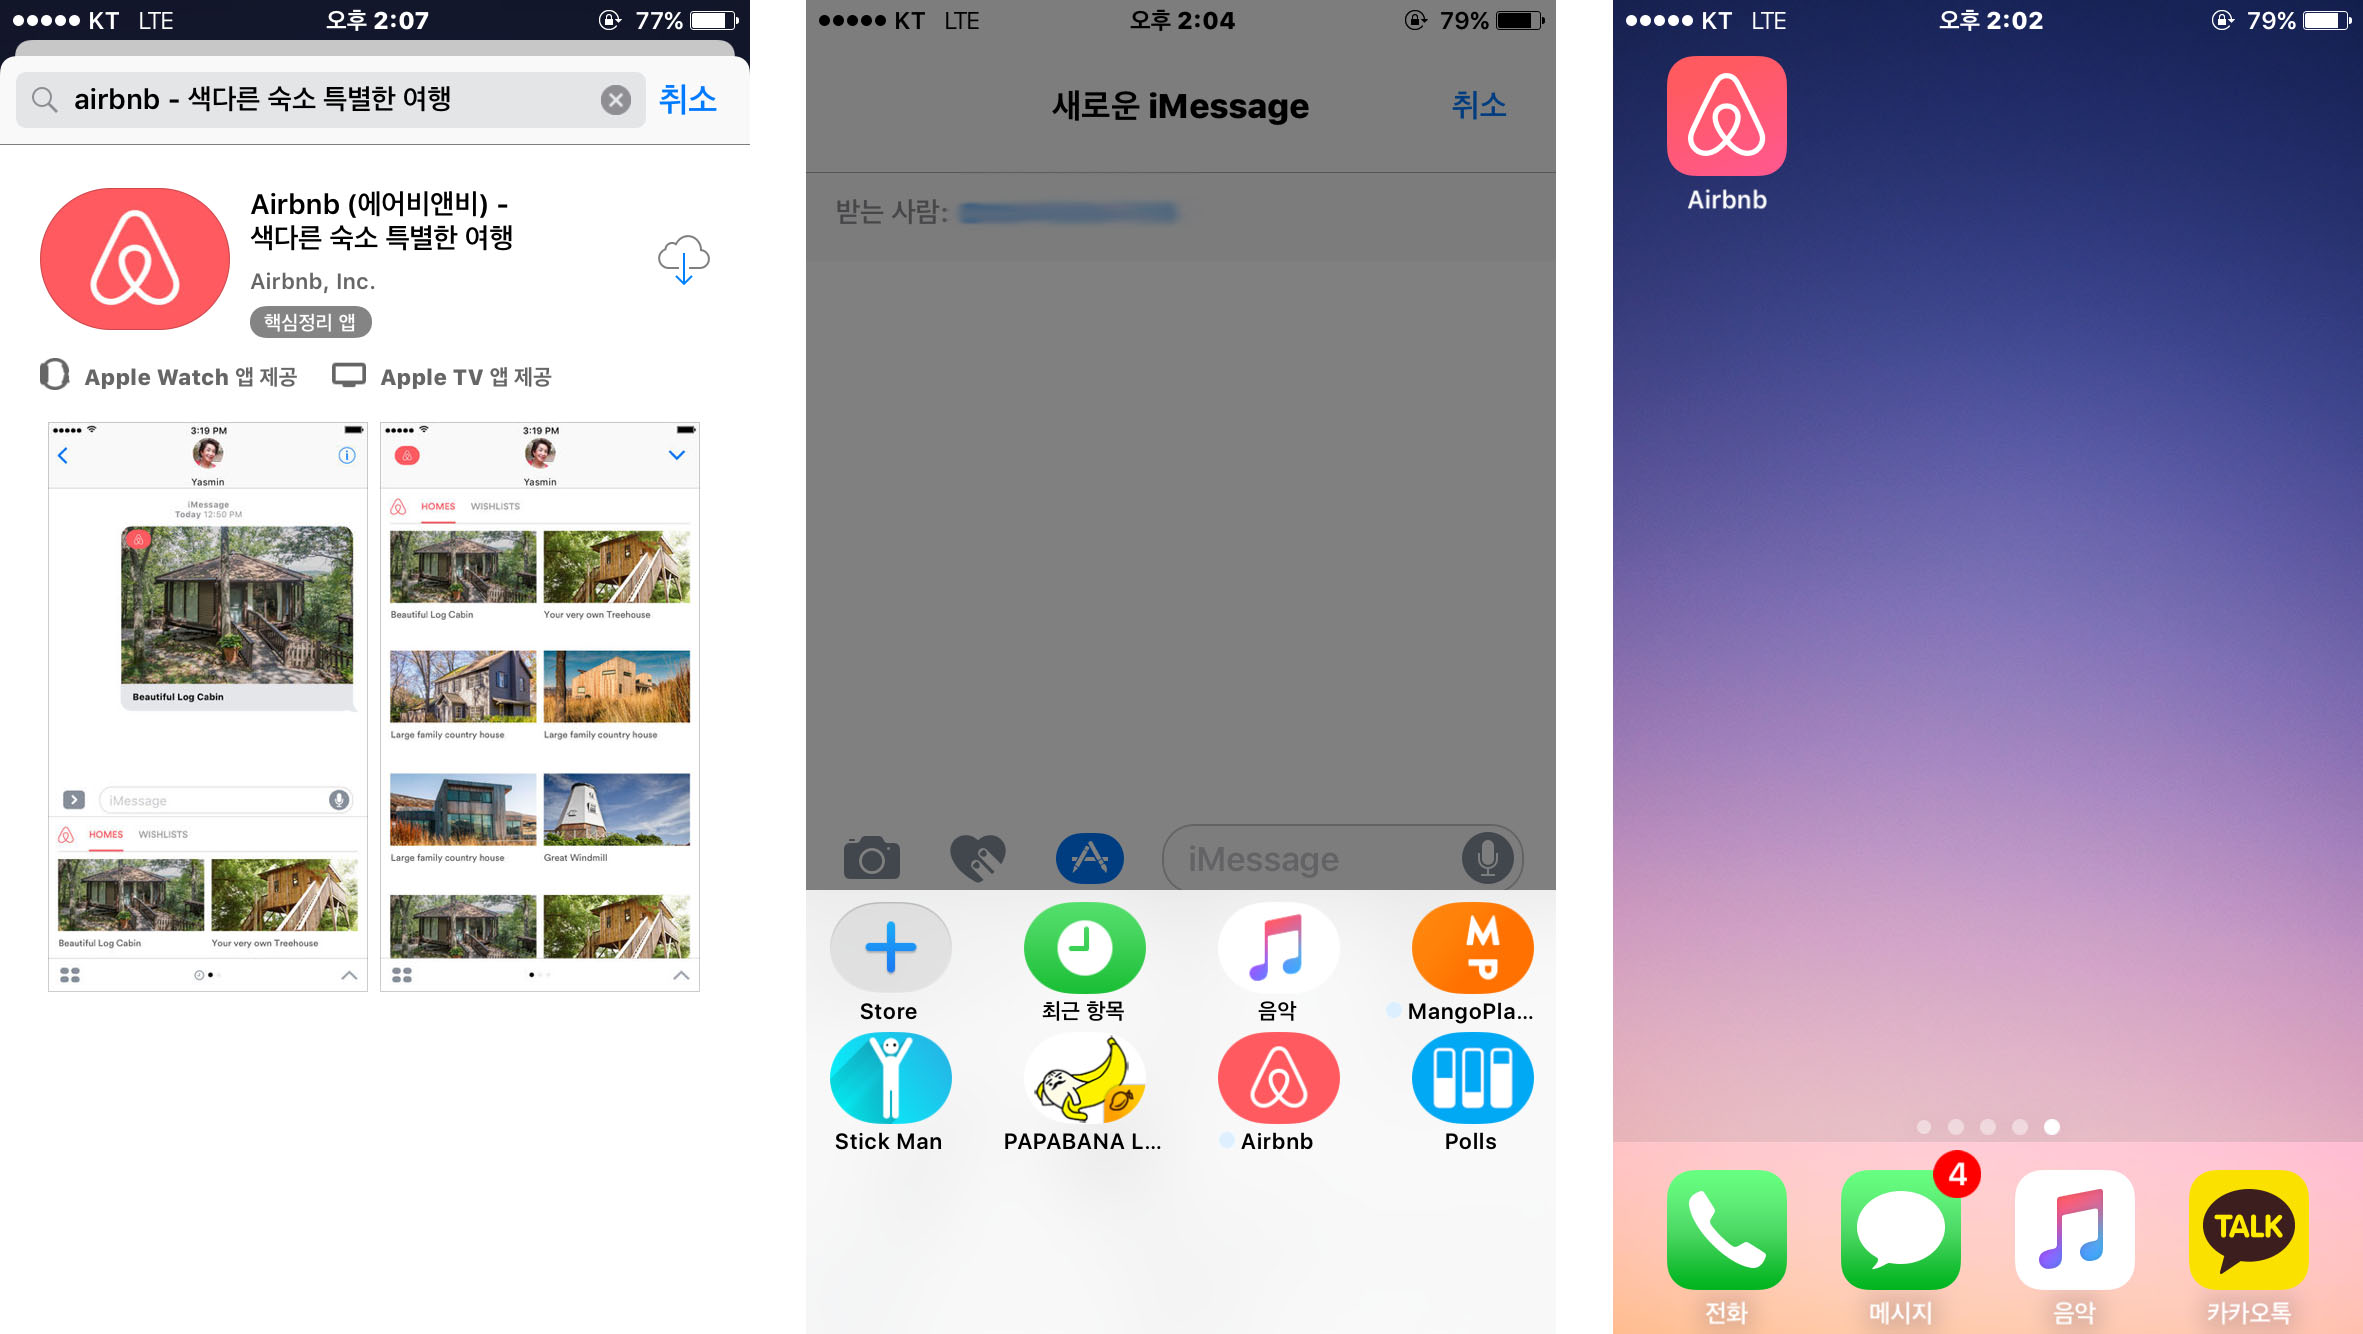 KT LTE 오후 2:07 77%
airbnb - 색다른 숙소 특별한 여행
취소
Airbnb (에어비앤비) -
색다른 숙소 특별한 여행
Airbnb, Inc.
핵심정리 앱
Apple Watch 앱 제공
Apple TV 앱 제공
3:19 PM
Yasmin
iMessage
Today 12:50 PM
Beautiful Log Cabin
iMessage
HOMES WISHLISTS
Beautiful Log Cabin
Your very own Treehouse
3:19 PM
Yasmin
HOMES WISHLISTS
Beautiful Log Cabin
Your very own Treehouse
Large family country house
Large family country house
Large family country house
Great Windmill
KT LTE 오후 2:04 79%
새로운 iMessage
취소
받는 사람:
iMessage
Store
최근 항목
음악
MP
MangoPla...
Stick Man
PAPABANA L...
Airbnb
Polls
KT LTE 오후 2:02 79%
Airbnb
4
TALK
전화
메시지
음악
카카오톡